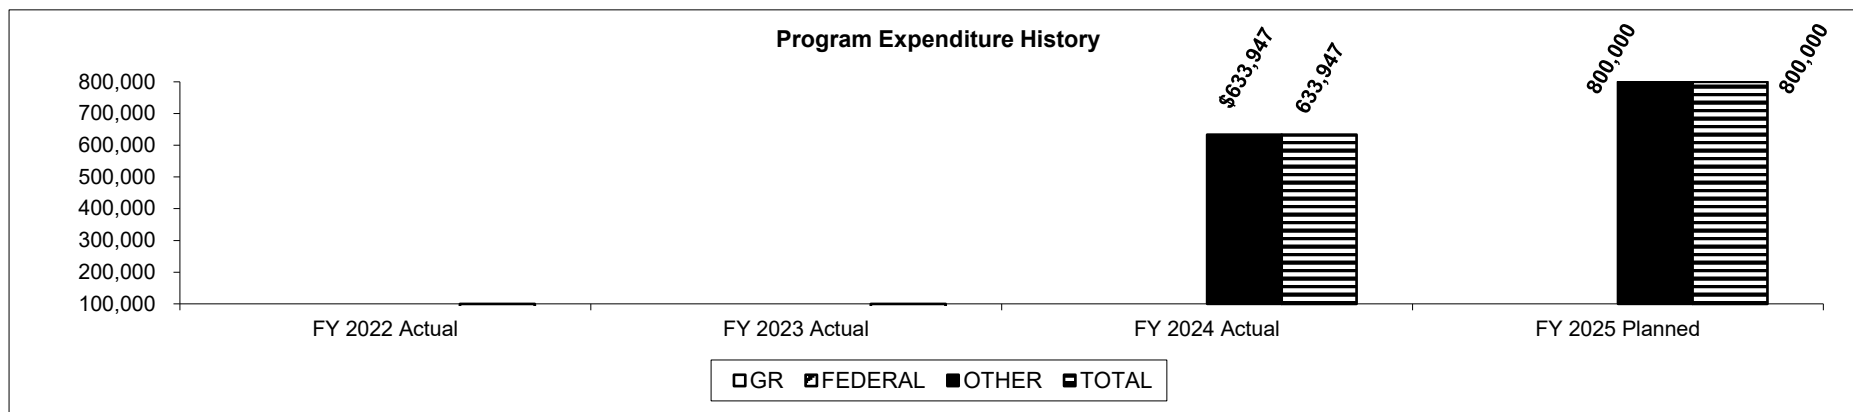 Program Expenditure History
$633,947
633,947
800,000
800,000
800,000
700,000
600,000
500,000
400,000
300,000
200,000
100,000
FY 2022 Actual
FY 2023 Actual
FY 2024 Actual
FY 2025 Planned
GR FEDERAL OTHER TOTAL